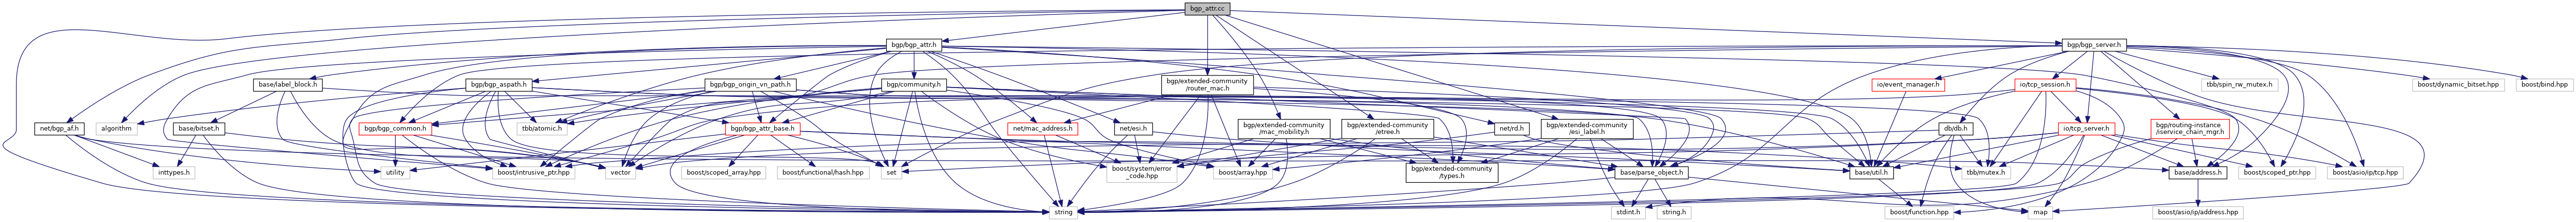 bgp_attr.cc
bgp/bgp_attr.h
bgp/bgp_server.h
base/label_block.h
bgp/bgp_aspath.h
bgp/bgp_origin_vn_path.h
bgp/community.h
bgp/extended-community
/router_mac.h
io/event_manager.h
io/tcp_session.h
tbb/spin_rw_mutex.h
boost/dynamic_bitset.hpp
boost/bind.hpp
net/bgp_af.h
algorithm
base/bitset.h
bgp/bgp_common.h
tbb/atomic.h
bgp/bgp_attr_base.h
net/mac_address.h
net/esi.h
bgp/extended-community
/mac_mobility.h
bgp/extended-community
/etree.h
net/rd.h
bgp/extended-community
/esi_label.h
db/db.h
io/tcp_server.h
bgp/routing-instance
/iservice_chain_mgr.h
inttypes.h
utility
boost/intrusive_ptr.hpp
vector
boost/scoped_array.hpp
boost/functional/hash.hpp
set
boost/system/error
_code.hpp
boost/array.hpp
bgp/extended-community
/types.h
base/parse_object.h
base/util.h
tbb/mutex.h
base/address.h
boost/scoped_ptr.hpp
boost/asio/ip/tcp.hpp
string
stdint.h
string.h
boost/function.hpp
map
boost/asio/ip/address.hpp